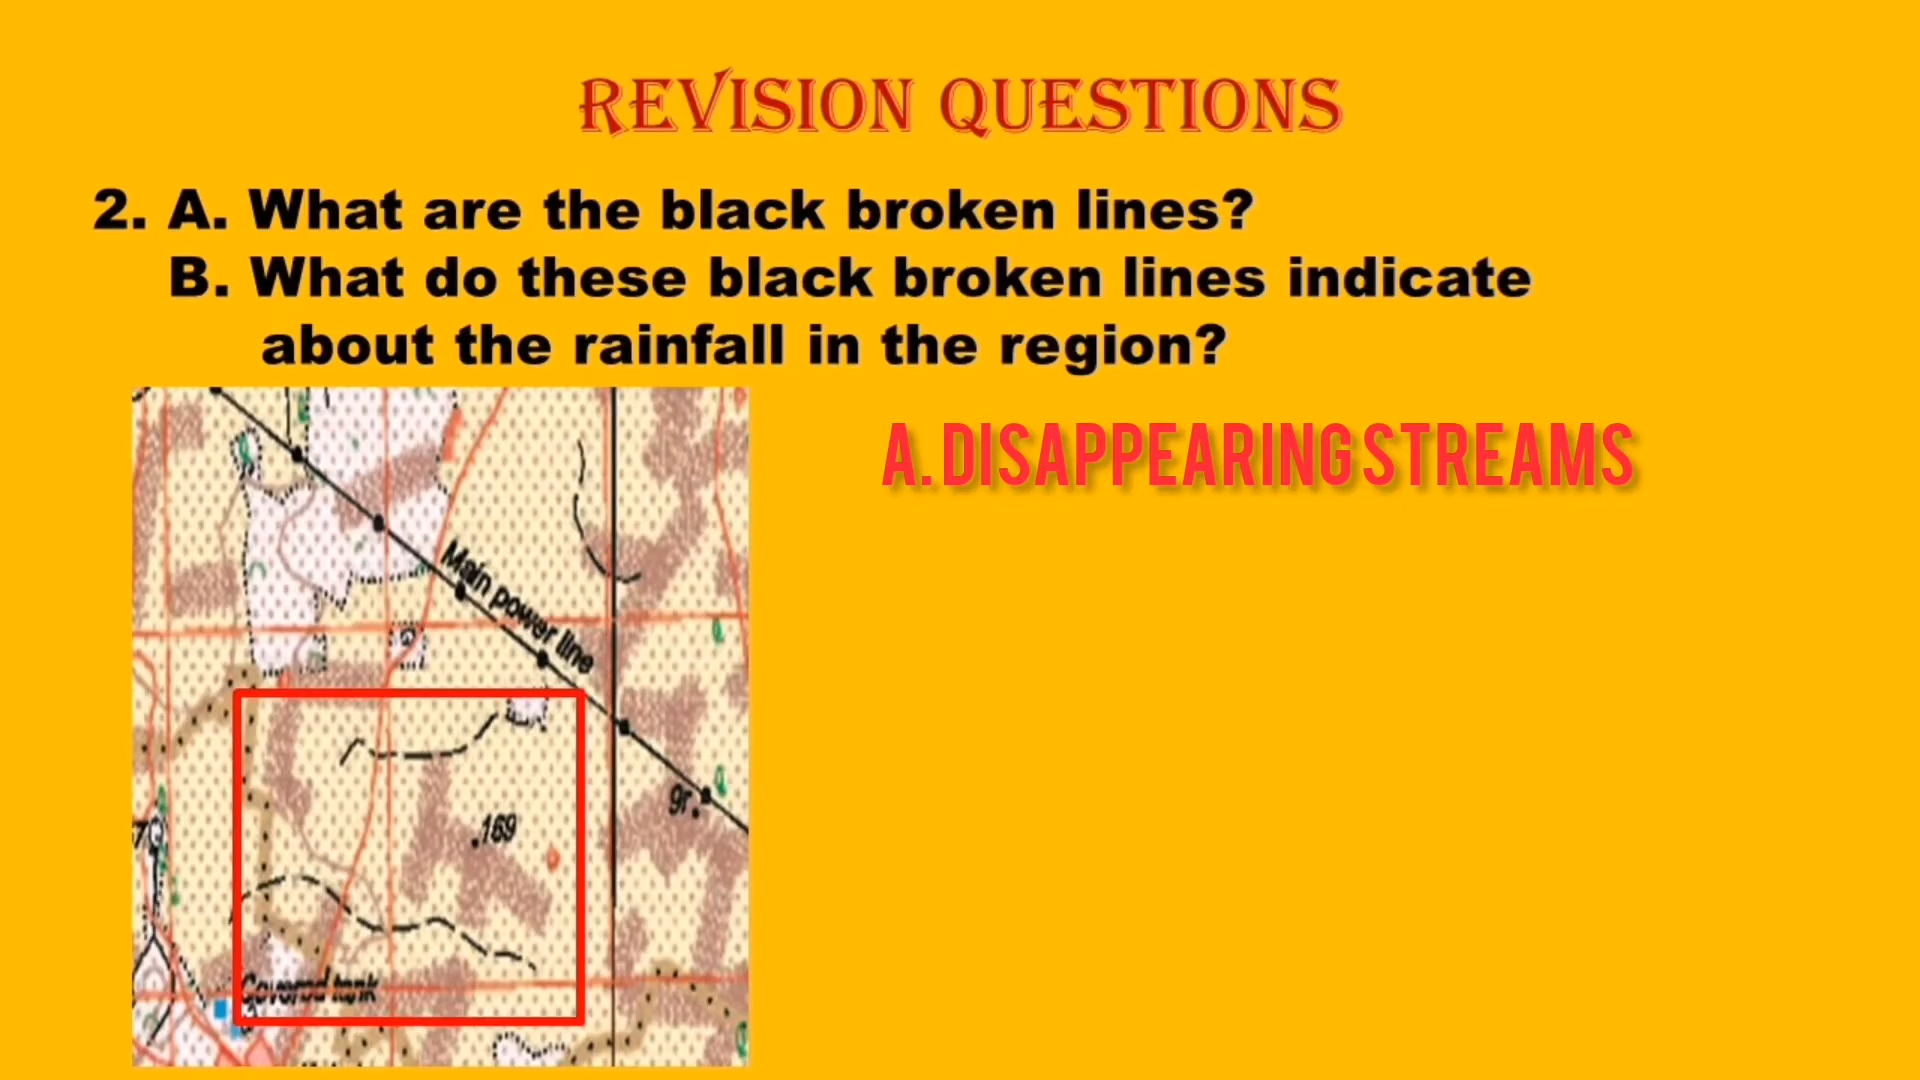 REVISION QUESTIONS
2. A. What are the black broken lines?
B. What do these black broken lines indicate
about the rainfall in the region?
A. DISAPPEARING STREAMS
Main power line
gr.
.169
7
Covered tank